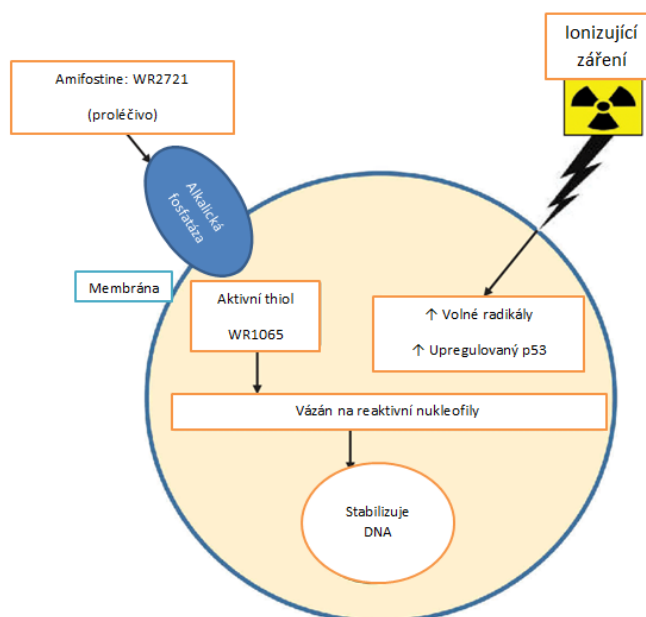 Ionizující
záření
Amifostine: WR2721
(proléčivo)
Alkalická
fosfatáza
Membrána
Aktivní thiol
WR1065
↑ Volné radikály
↑ Upregulovaný p53
Vázán na reaktivní nukleofily
Stabilizuje
DNA